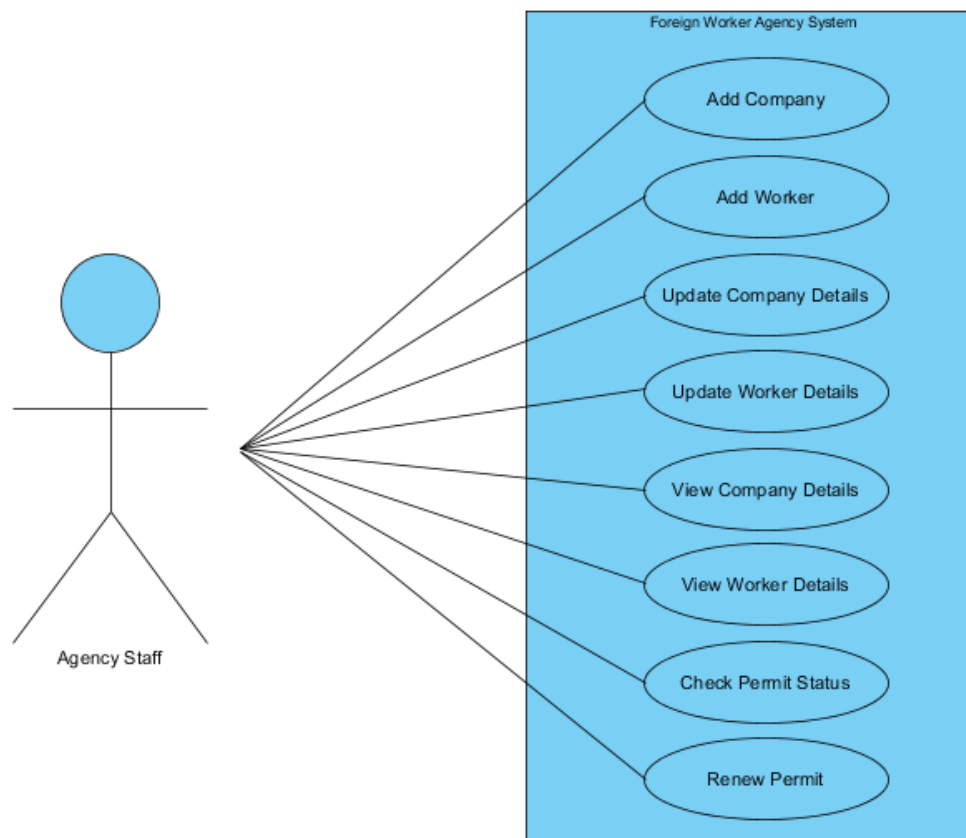 Foreign Worker Agency System
Add Company
Add Worker
Update Company Details
Update Worker Details
View Company Details
View Worker Details
Agency Staff
Check Permit Status
Renew Permit